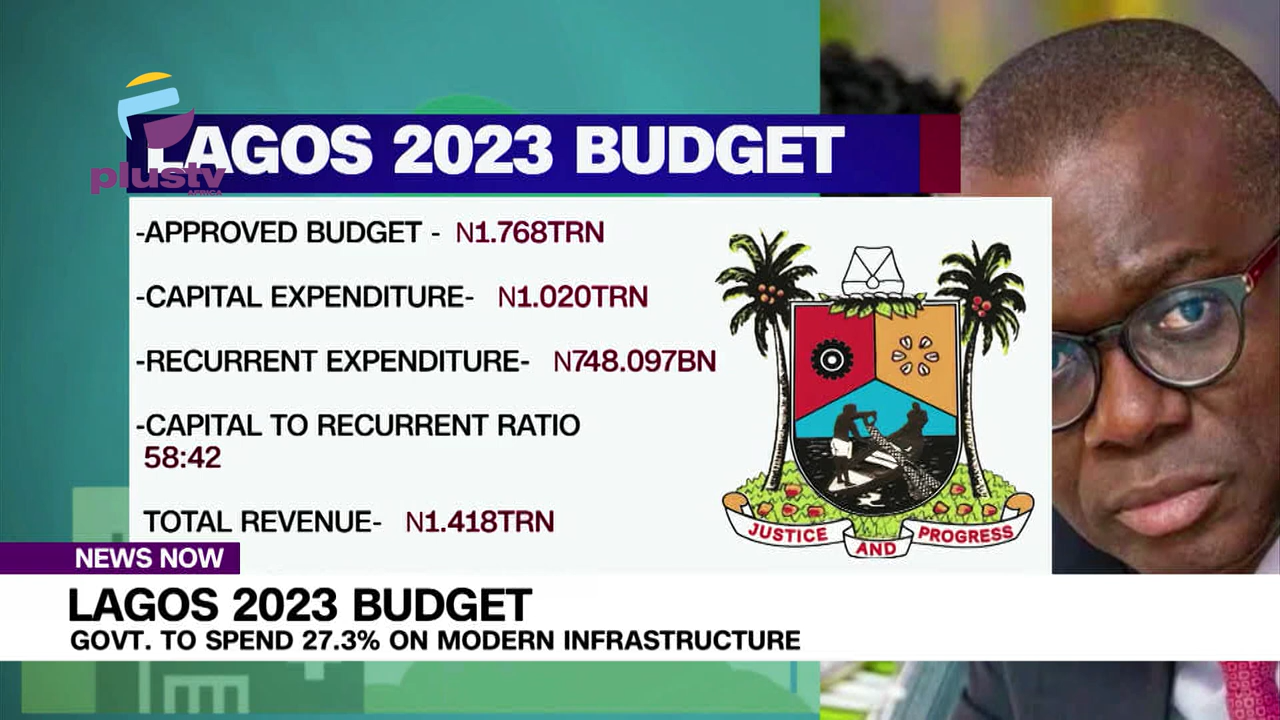 LAGOS 2023 BUDGET
plustv
AFRICA
-APPROVED BUDGET - N1.768TRN
-CAPITAL EXPENDITURE- N1.020TRN
-RECURRENT EXPENDITURE- N748.097BN
-CAPITAL TO RECURRENT RATIO
58:42
TOTAL REVENUE- N1.418TRN
JUSTICE AND PROGRESS
NEWS NOW
LAGOS 2023 BUDGET
GOVT. TO SPEND 27.3% ON MODERN INFRASTRUCTURE